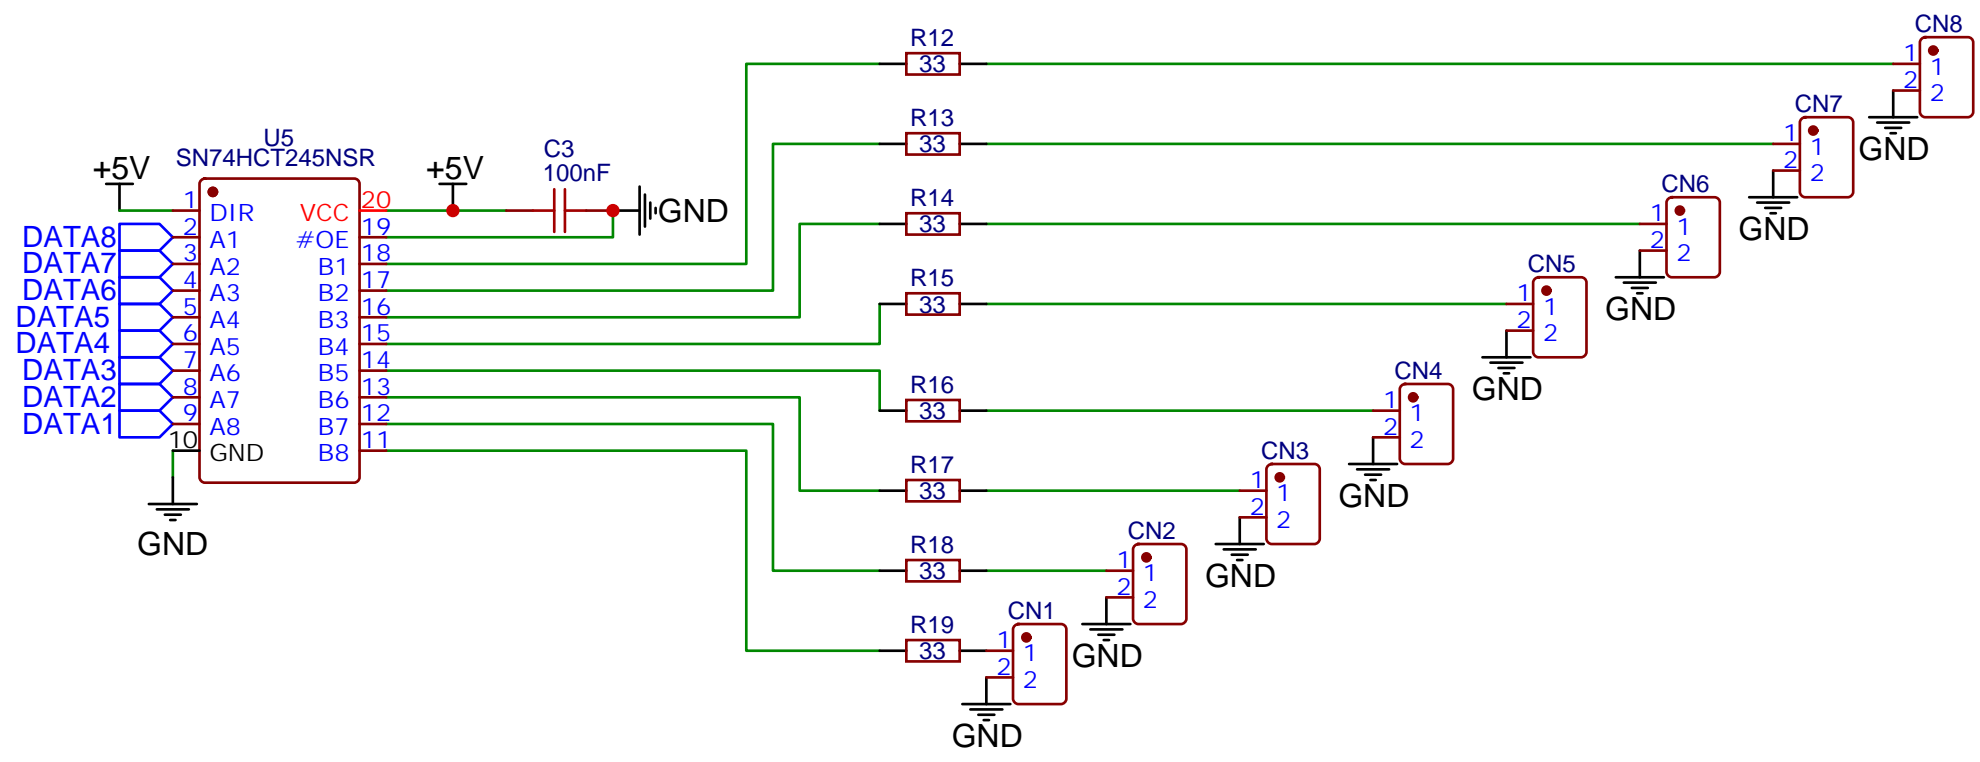 CN8
R12
33
1
1
2
2
GND
CN7
R13
33
1
1
2
2
GND
U5
SN74HCT245NSR
+5V
+5V
C3
100nF
GND
CN6
R14
33
1
1
2
2
GND
CN5
R15
33
1
1
2
2
GND
1 DIR VCC 20
DATA8 2 A1 #OE 19
DATA7 3 A2 B1 18
DATA6 4 A3 B2 17
DATA5 5 A4 B3 16
DATA4 6 A5 B4 15
DATA3 7 A6 B5 14
DATA2 8 A7 B6 13
DATA1 9 A8 B7 12
10 GND B8 11
GND
CN4
R16
33
1
1
2
2
GND
CN3
R17
33
1
1
2
2
GND
CN2
R18
33
1
1
2
2
GND
CN1
R19
33
1
1
2
2
GND